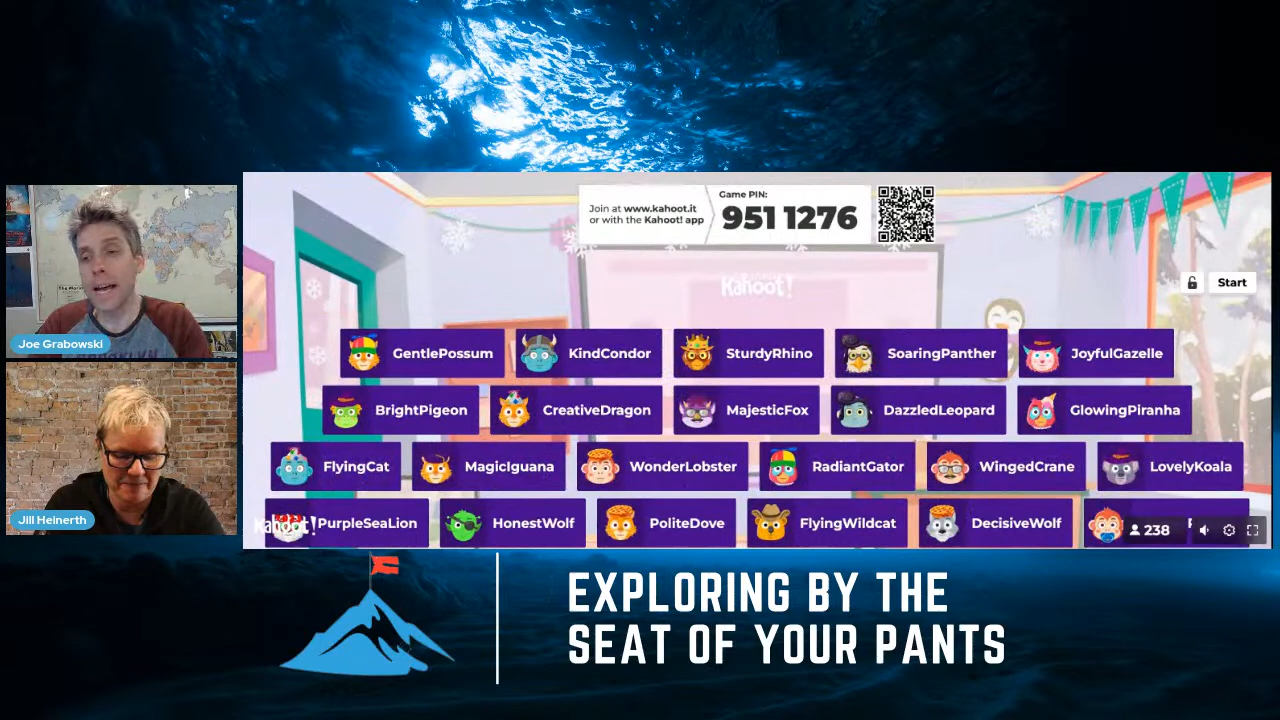 Joe Grabowski
Jill Heinerth
Join at www.kahoot.it
or with the Kahoot! app
Game PIN:
951 1276
Kahoot!
Start
GentlePossum KindCondor SturdyRhino SoaringPanther JoyfulGazelle
BrightPigeon CreativeDragon MajesticFox DazzledLeopard GlowingPiranha
FlyingCat MagicIguana WonderLobster RadiantGator WingedCrane LovelyKoala
Kahoot! PurpleSeaLion HonestWolf PoliteDove FlyingWildcat DecisiveWolf
238
EXPLORING BY THE
SEAT OF YOUR PANTS